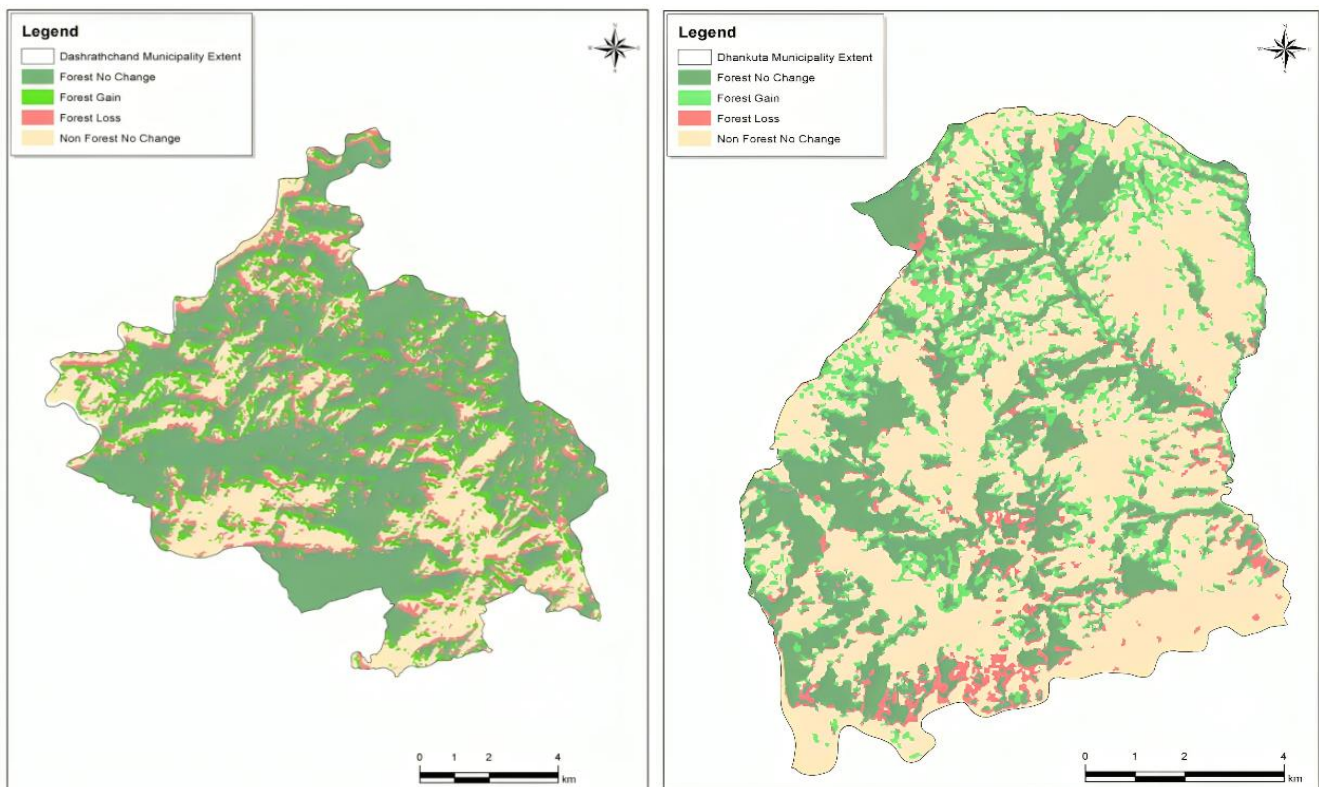 Legend
Dashrathchand Municipality Extent
Forest No Change
Forest Gain
Forest Loss
Non Forest No Change
0 1 2 4
km
Legend
Dhankuta Municipality Extent
Forest No Change
Forest Gain
Forest Loss
Non Forest No Change
0 1 2 4
km